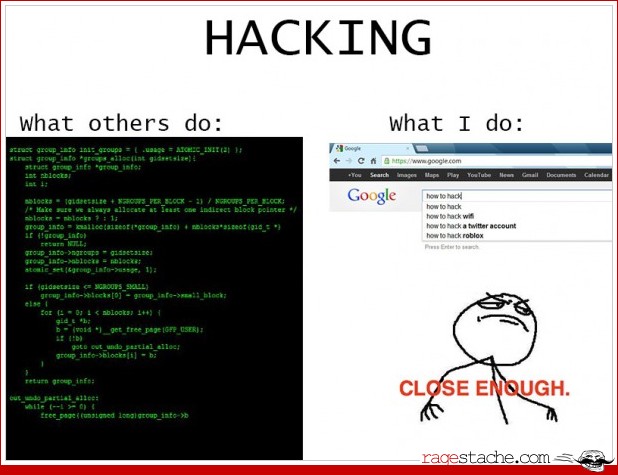 HACKING
What others do:
What I do:
struct group_info init_groups = { .usage = ATOMIC_INIT(2) };
struct group_info *groups_alloc(int gidsetsize){
struct group_info *group_info;
int nblocks;
int i;
nblocks = (gidsetsize + NGROUPS_PER_BLOCK - 1) / NGROUPS_PER_BLOCK;
/* Make sure we always allocate at least one indirect block pointer */
nblocks = nblocks ? : 1;
group_info = kmalloc(sizeof(*group_info) + nblocks*sizeof(gid_t *)
if (!group_info)
return NULL;
group_info->ngroups = gidsetsize;
group_info->nblocks = nblocks;
atomic_set(&group_info->usage, 1);
if (gidsetsize <= NGROUPS_SMALL)
group_info->blocks[0] = group_info->small_block;
else {
for (i = 0; i < nblocks; i++) {
gid_t *b;
b = (void *)__get_free_page(GFP_USER);
if (!b)
goto out_undo_partial_alloc;
group_info->blocks[i] = b;
}
}
return group_info;
out_undo_partial_alloc:
while (--i >= 0) {
free_page((unsigned long)group_info->b
Google
https://www.google.com
+You Search Images Maps Play YouTube News Gmail Documents Calendar
Google
how to hack
how to hack
how to hack wifi
how to hack a twitter account
how to hack roblox
Press Enter to search.
CLOSE ENOUGH.
ragestache.com